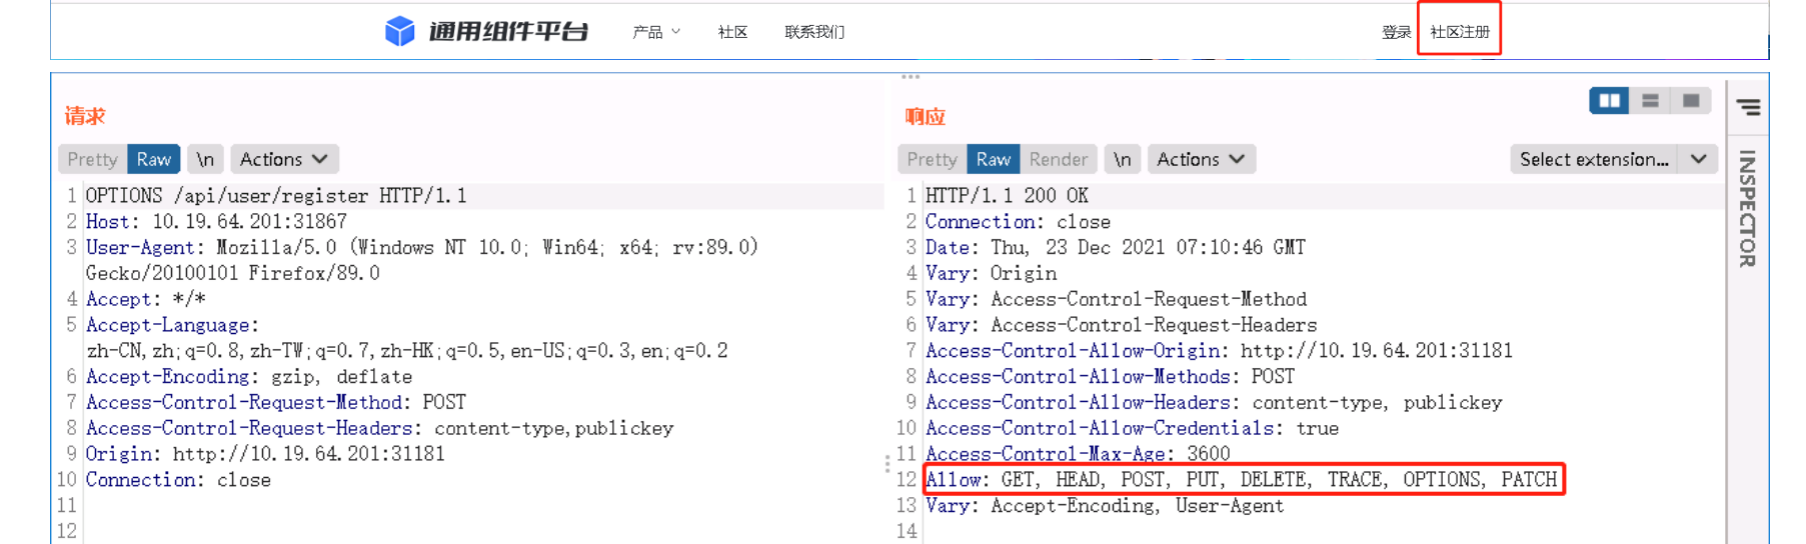 通用组件平台 产品 社区 联系我们 登录 社区注册
请求
Pretty Raw \n Actions
1 OPTIONS /api/user/register HTTP/1.1
2 Host: 10.19.64.201:31867
3 User-Agent: Mozilla/5.0 (Windows NT 10.0; Win64; x64; rv:89.0)
Gecko/20100101 Firefox/89.0
4 Accept: */*
5 Accept-Language:
zh-CN,zh;q=0.8,zh-TW;q=0.7,zh-HK;q=0.5,en-US;q=0.3,en;q=0.2
6 Accept-Encoding: gzip, deflate
7 Access-Control-Request-Method: POST
8 Access-Control-Request-Headers: content-type,publickey
9 Origin: http://10.19.64.201:31181
10 Connection: close
11
12
响应
Pretty Raw Render \n Actions Select extension...
1 HTTP/1.1 200 OK
2 Connection: close
3 Date: Thu, 23 Dec 2021 07:10:46 GMT
4 Vary: Origin
5 Vary: Access-Control-Request-Method
6 Vary: Access-Control-Request-Headers
7 Access-Control-Allow-Origin: http://10.19.64.201:31181
8 Access-Control-Allow-Methods: POST
9 Access-Control-Allow-Headers: content-type, publickey
10 Access-Control-Allow-Credentials: true
11 Access-Control-Max-Age: 3600
12 Allow: GET, HEAD, POST, PUT, DELETE, TRACE, OPTIONS, PATCH
13 Vary: Accept-Encoding, User-Agent
14
INSPECTOR